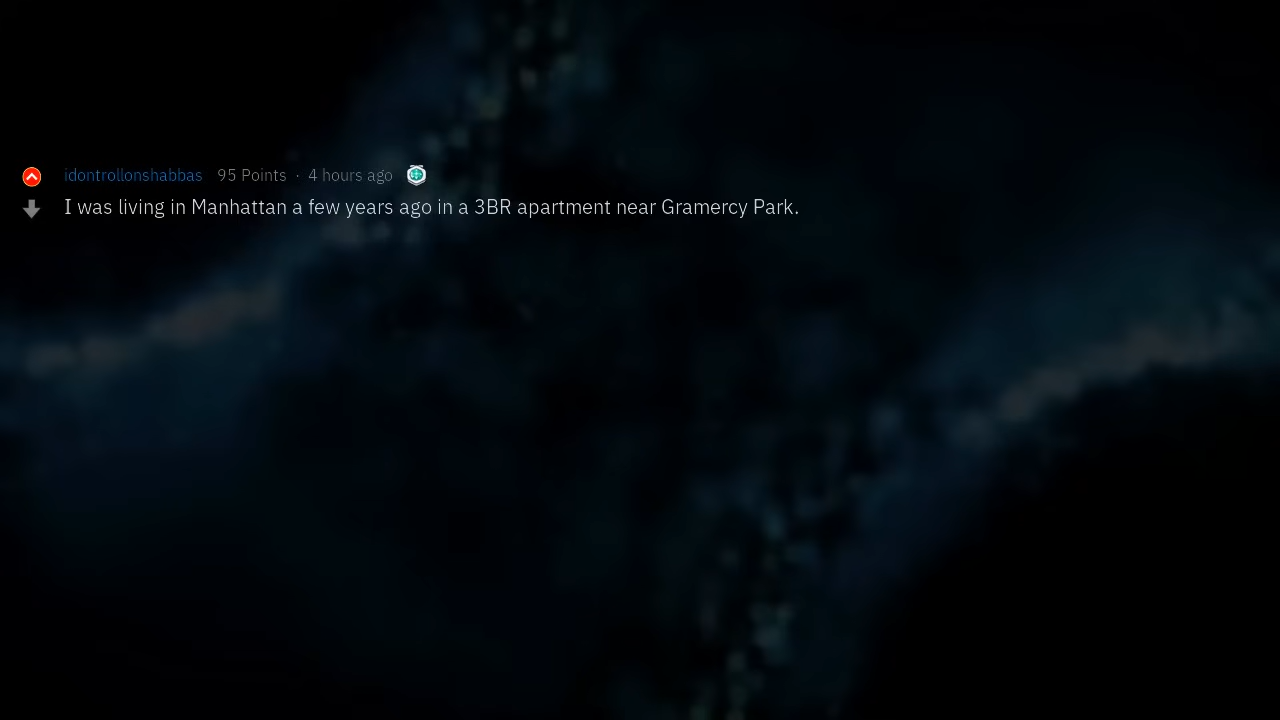 idontrollonshabbas 95 Points · 4 hours ago
I was living in Manhattan a few years ago in a 3BR apartment near Gramercy Park.